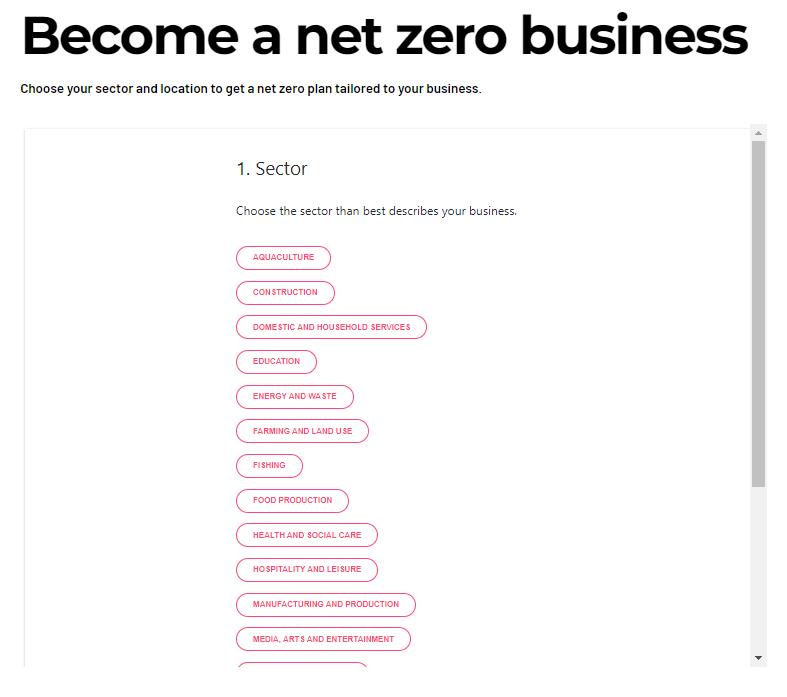 Become a net zero business
Choose your sector and location to get a net zero plan tailored to your business.
1. Sector
Choose the sector than best describes your business.
AQUACULTURE
CONSTRUCTION
DOMESTIC AND HOUSEHOLD SERVICES
EDUCATION
ENERGY AND WASTE
FARMING AND LAND USE
FISHING
FOOD PRODUCTION
HEALTH AND SOCIAL CARE
HOSPITALITY AND LEISURE
MANUFACTURING AND PRODUCTION
MEDIA, ARTS AND ENTERTAINMENT